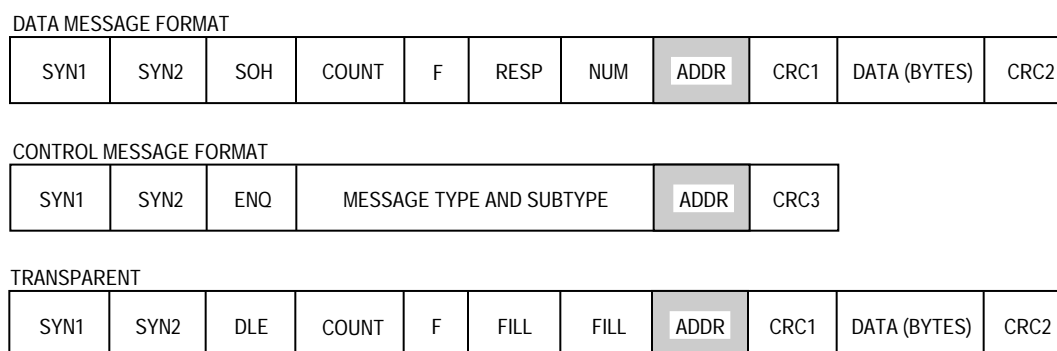 DATA MESSAGE FORMAT
SYN1 SYN2 SOH COUNT F RESP NUM ADDR CRC1 DATA (BYTES) CRC2
CONTROL MESSAGE FORMAT
SYN1 SYN2 ENQ MESSAGE TYPE AND SUBTYPE ADDR CRC3
TRANSPARENT
SYN1 SYN2 DLE COUNT F FILL FILL ADDR CRC1 DATA (BYTES) CRC2